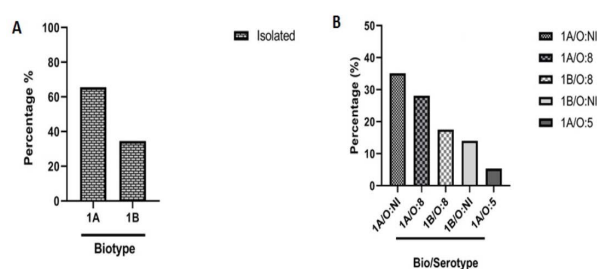 A
Percentage %
100
80
60
40
20
0
1A 1B
Biotype
Isolated
B
Percentage (%)
50
40
30
20
10
0
1A/O:NI 1A/O:8 1B/O:8 1B/O:NI 1A/O:5
Bio/Serotype
1A/O:NI
1A/O:8
1B/O:8
1B/O:NI
1A/O:5